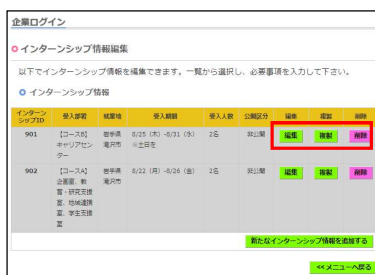 企業ログイン
インターンシップ情報編集
以下でインターンシップ情報を編集できます。一覧から選択し、必要事項を入力して下さい。
インターンシップ情報
インターンシップID 受入部署 就業地 受入期間 受入人数 公開区分 編集 複製 削除
901 【コースB】キャリアセンター 岩手県滝沢市 8/25（木）-8/31（水）※土日を 2名 非公開 編集 複製 削除
902 【コースA】企画室、教育・研究支援室、地域連携室、学生支援室 岩手県滝沢市 8/22（月）-8/26（金） 2名 非公開 編集 複製 削除
新たなインターンシップ情報を追加する
<<メニューへ戻る